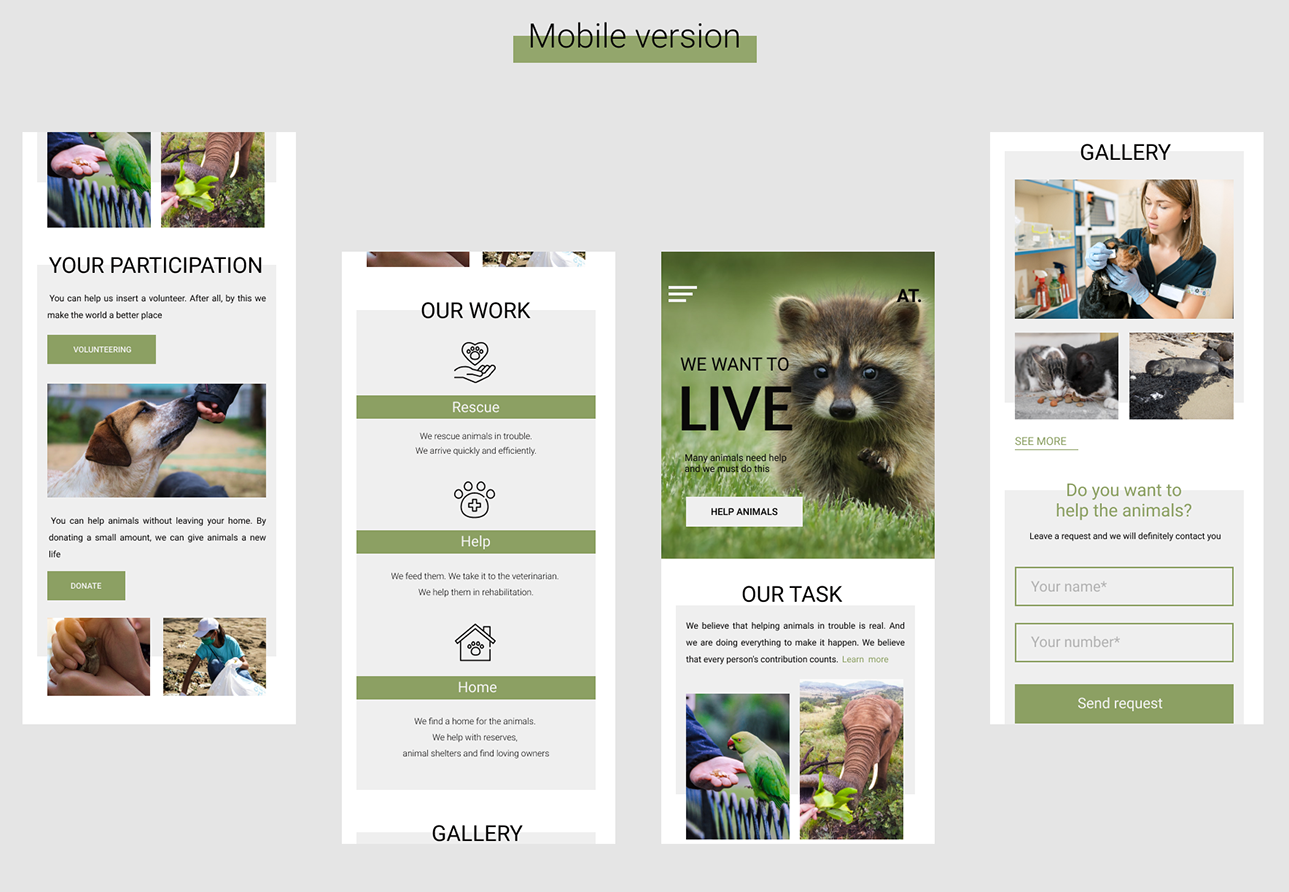 Mobile version
YOUR PARTICIPATION
You can help us insert a volunteer. After all, by this we
make the world a better place
VOLUNTEERING
You can help animals without leaving your home. By
donating a small amount, we can give animals a new
life
DONATE
OUR WORK
Rescue
We rescue animals in trouble.
We arrive quickly and efficiently.
Help
We feed them. We take it to the veterinarian.
We help them in rehabilitation.
Home
We find a home for the animals.
We help with reserves,
animal shelters and find loving owners
GALLERY
AT.
WE WANT TO
LIVE
Many animals need help
and we must do this
HELP ANIMALS
OUR TASK
We believe that helping animals in trouble is real. And
we are doing everything to make it happen. We believe
that every person's contribution counts. Learn more
GALLERY
SEE MORE
Do you want to
help the animals?
Leave a request and we will definitely contact you
Your name*
Your number*
Send request